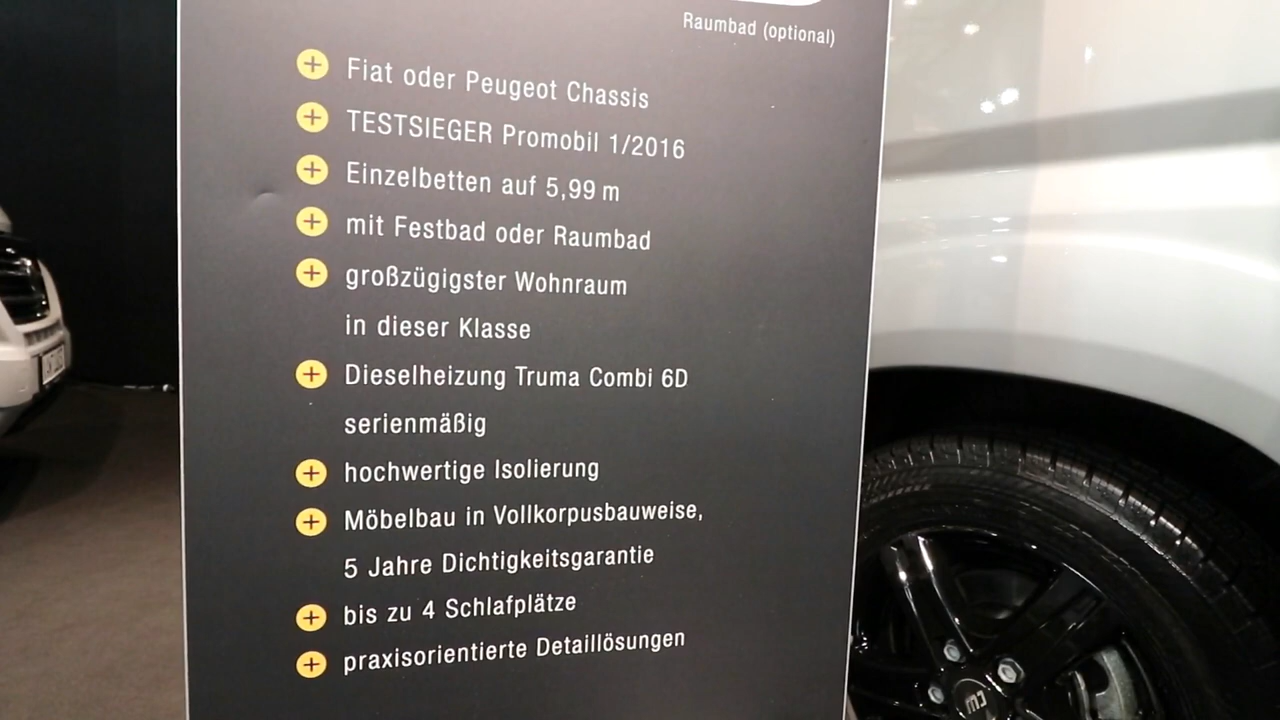 Raumbad (optional)
Fiat oder Peugeot Chassis
TESTSIEGER Promobil 1/2016
Einzelbetten auf 5,99 m
mit Festbad oder Raumbad
großzügigster Wohnraum
in dieser Klasse
Dieselheizung Truma Combi 6D
serienmäßig
hochwertige Isolierung
Möbelbau in Vollkorpusbauweise,
5 Jahre Dichtigkeitsgarantie
bis zu 4 Schlafplätze
praxisorientierte Detaillösungen